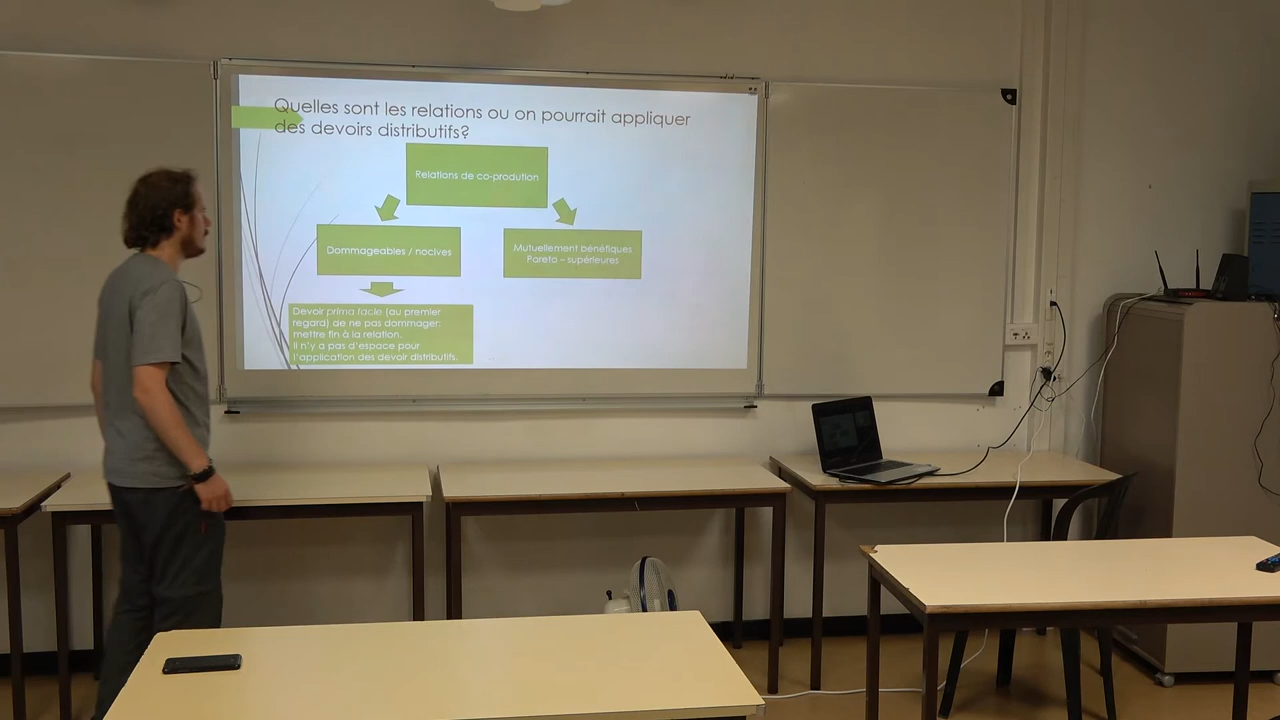 Quelles sont les relations ou on pourrait appliquer
des devoirs distributifs?
Relations de co-prodution
Dommageables / nocives
Mutuellement bénéfiques
Pareto – supérieures
Devoir prima facie (au premier
regard) de ne pas dommager:
mettre fin à la relation.
Il n’y a pas d’espace pour
l’application des devoir distributifs.